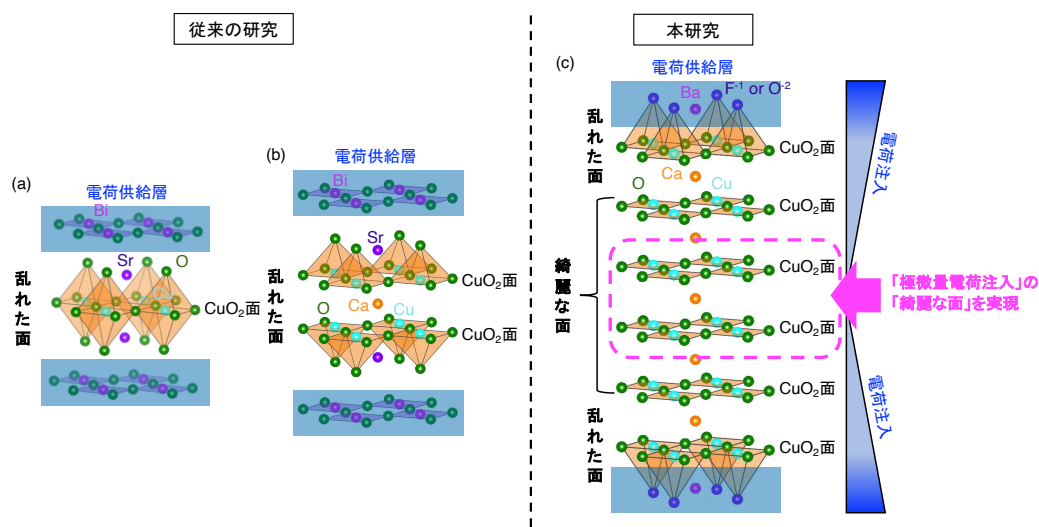 従来の研究
(a)
電荷供給層
Bi
Sr
O
Cu
乱れた面
CuO₂面
(b)
電荷供給層
Bi
Sr
CuO₂面
O
Ca
Cu
乱れた面
CuO₂面
本研究
(c)
電荷供給層
Ba
F⁻¹ or O⁻²
乱れた面
CuO₂面
Ca
O
Cu
CuO₂面
綺麗な面
CuO₂面
CuO₂面
CuO₂面
乱れた面
CuO₂面
電荷注入
「極微量電荷注入」の
「綺麗な面」を実現
電荷注入